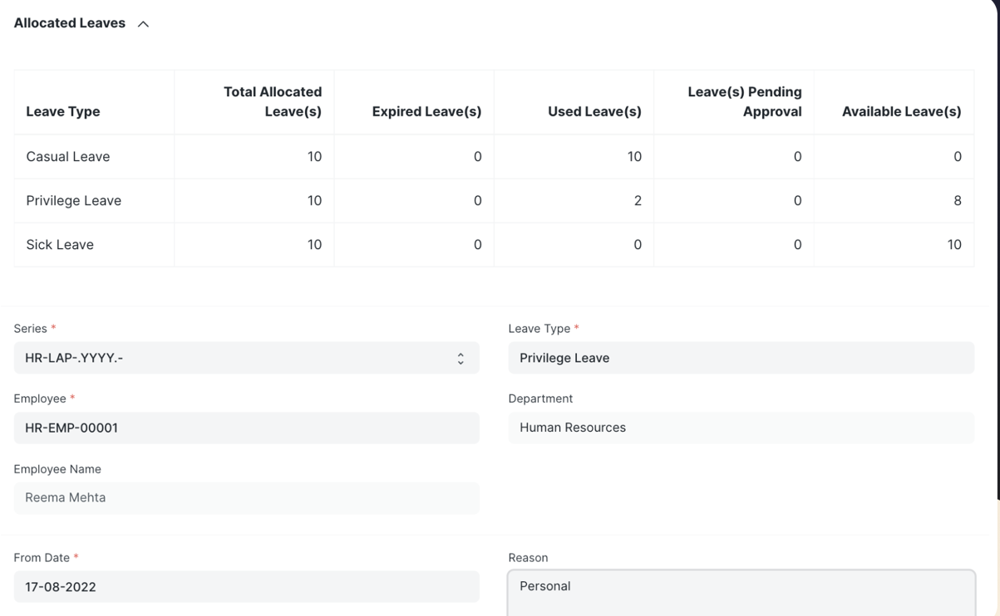 Allocated Leaves
Leave Type Total Allocated Leave(s) Expired Leave(s) Used Leave(s) Leave(s) Pending Approval Available Leave(s)
Casual Leave 10 0 10 0 0
Privilege Leave 10 0 2 0 8
Sick Leave 10 0 0 0 10
Series * Leave Type *
HR-LAP-.YYYY.- Privilege Leave
Employee * Department
HR-EMP-00001 Human Resources
Employee Name
Reema Mehta
From Date * Reason
17-08-2022 Personal